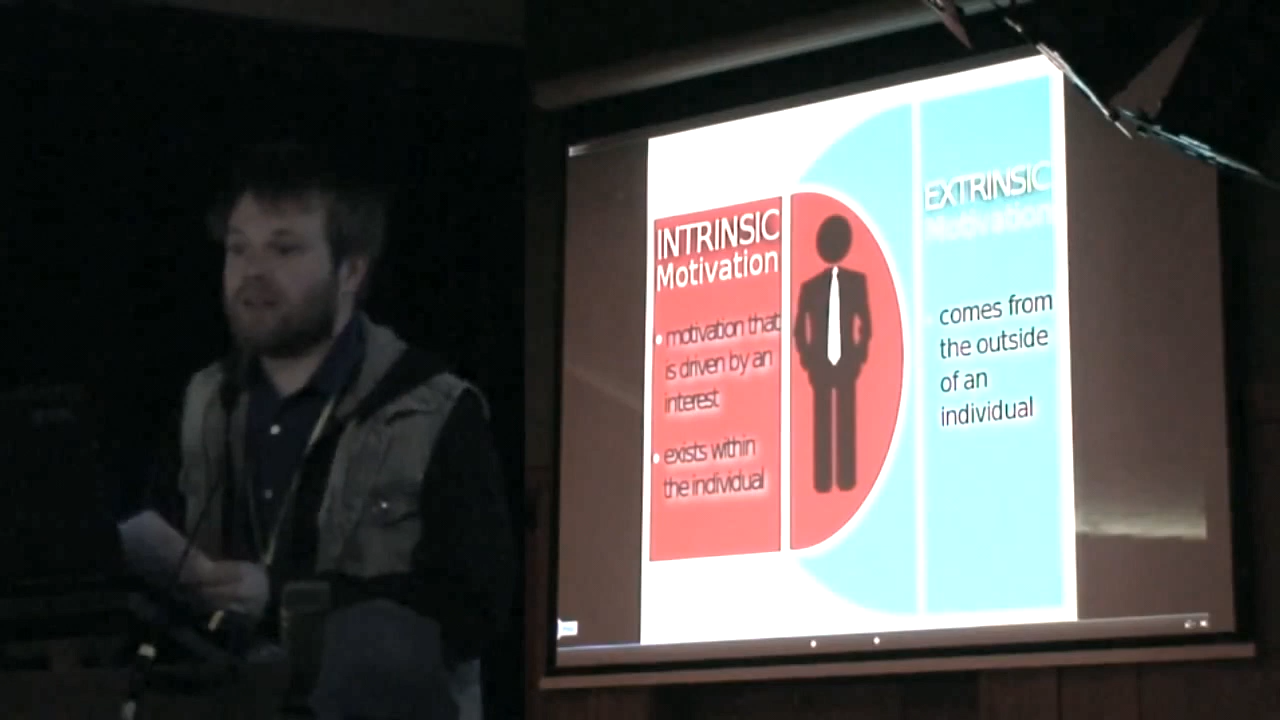 INTRINSIC
Motivation
motivation that
is driven by an
interest
exists within
the individual
EXTRINSIC
Motivation
comes from
the outside
of an
individual